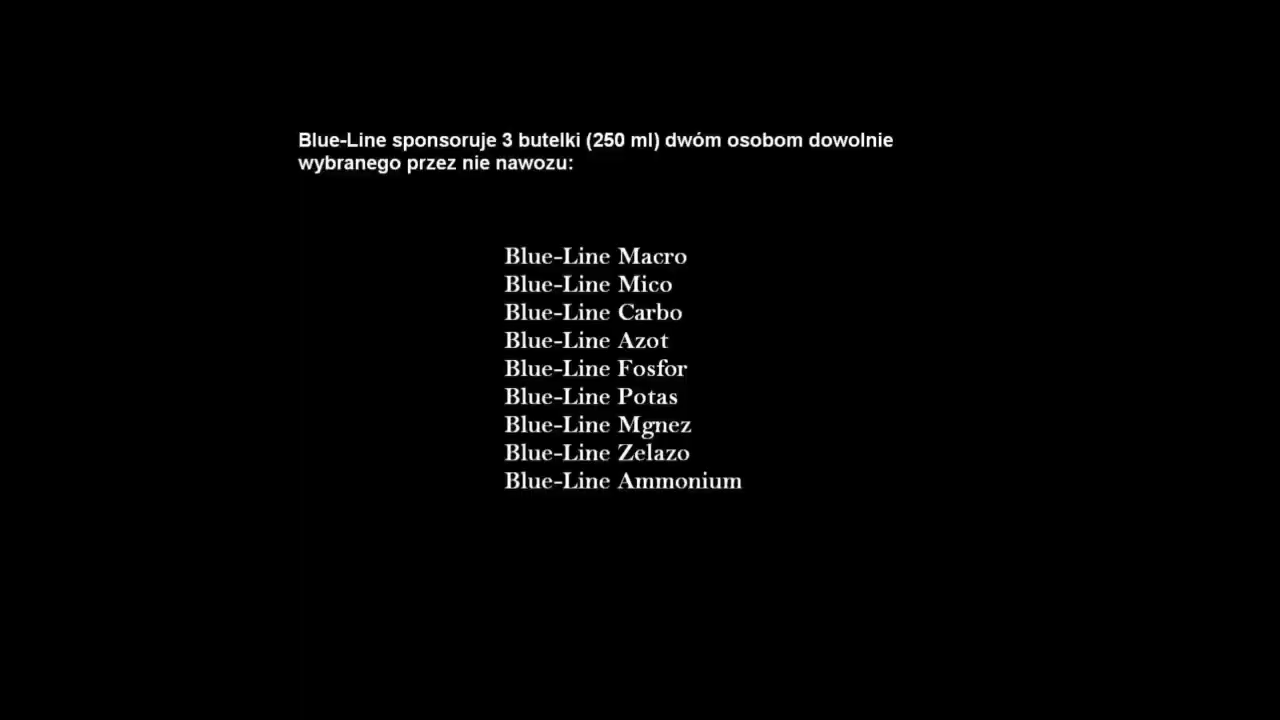 Blue-Line sponsoruje 3 butelki (250 ml) dwóm osobom dowolnie
wybranego przez nie nawozu:
Blue-Line Macro
Blue-Line Mico
Blue-Line Carbo
Blue-Line Azot
Blue-Line Fosfor
Blue-Line Potas
Blue-Line Mgnez
Blue-Line Zelazo
Blue-Line Ammonium